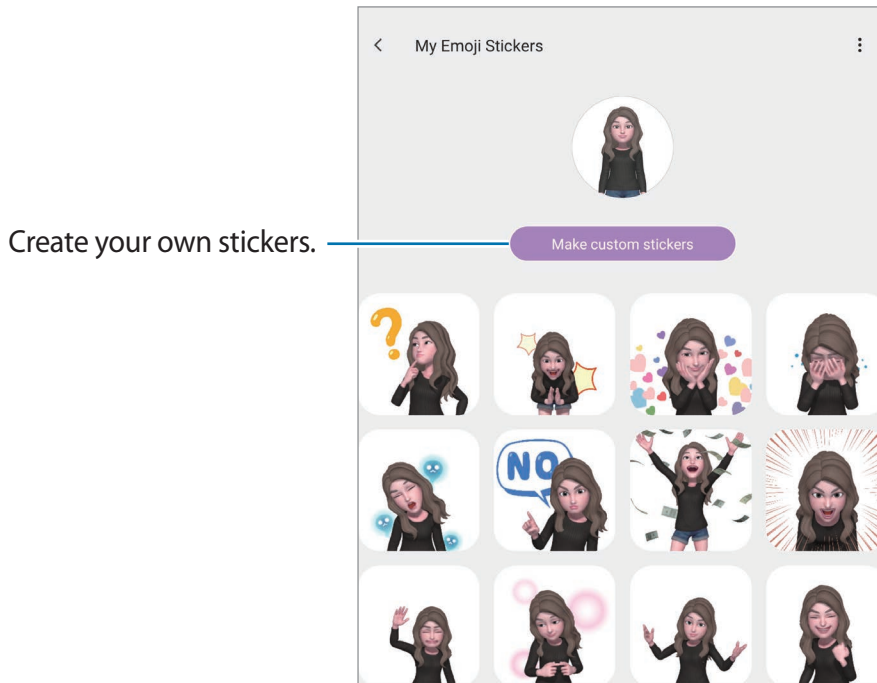 My Emoji Stickers
Create your own stickers.
Make custom stickers
?
NO